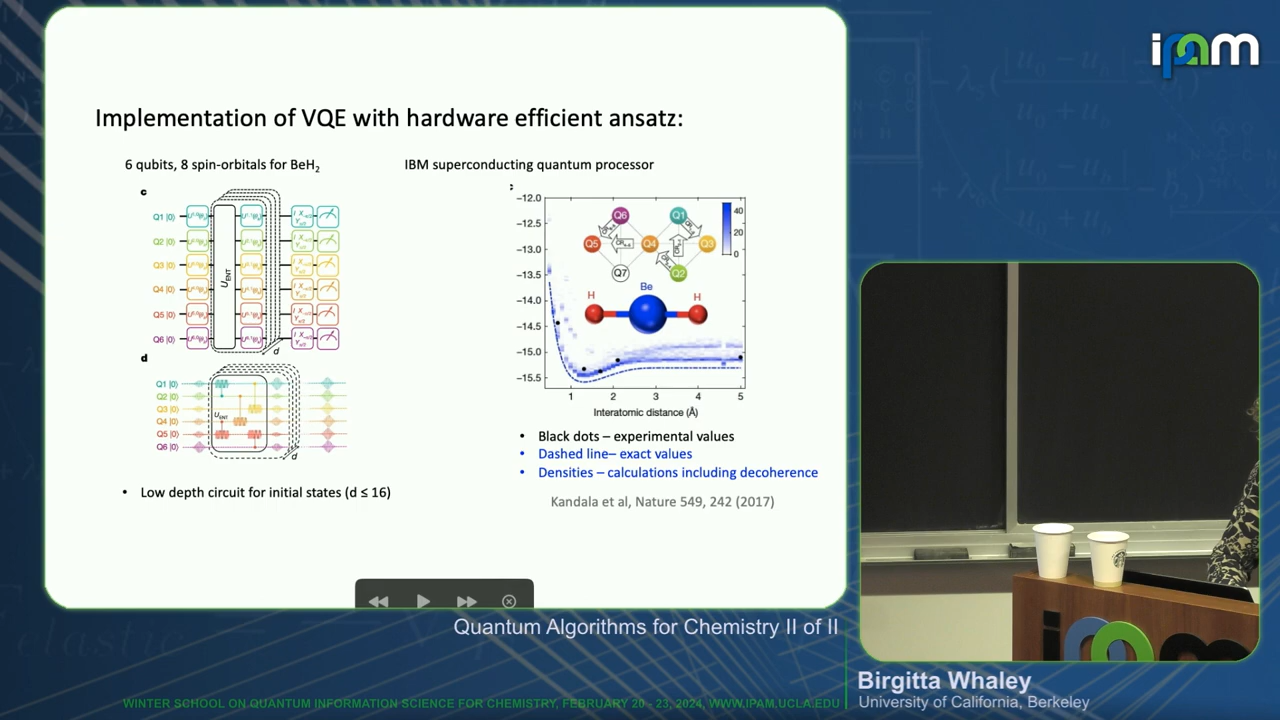 ipam
Implementation of VQE with hardware efficient ansatz:
6 qubits, 8 spin-orbitals for BeH₂
IBM superconducting quantum processor
c
Q1 |0⟩
Q2 |0⟩
Q3 |0⟩
Q4 |0⟩
Q5 |0⟩
Q6 |0⟩
U_ENT
d
d
Q1 |0⟩
Q2 |0⟩
Q3 |0⟩
Q4 |0⟩
Q5 |0⟩
Q6 |0⟩
U_ENT
d
• Low depth circuit for initial states (d ≤ 16)
−12.0
−12.5
−13.0
−13.5
−14.0
−14.5
−15.0
−15.5
Q6 Q1
Q5 Q4 Q3
Q7 Q2
40
20
0
H Be H
1 2 3 4 5
Interatomic distance (Å)
• Black dots – experimental values
• Dashed line– exact values
• Densities – calculations including decoherence
Kandala et al, Nature 549, 242 (2017)
Quantum Algorithms for Chemistry II of II
ipam
Birgitta Whaley
University of California, Berkeley
WINTER SCHOOL ON QUANTUM INFORMATION SCIENCE FOR CHEMISTRY, FEBRUARY 20 - 23, 2024, WWW.IPAM.UCLA.EDU